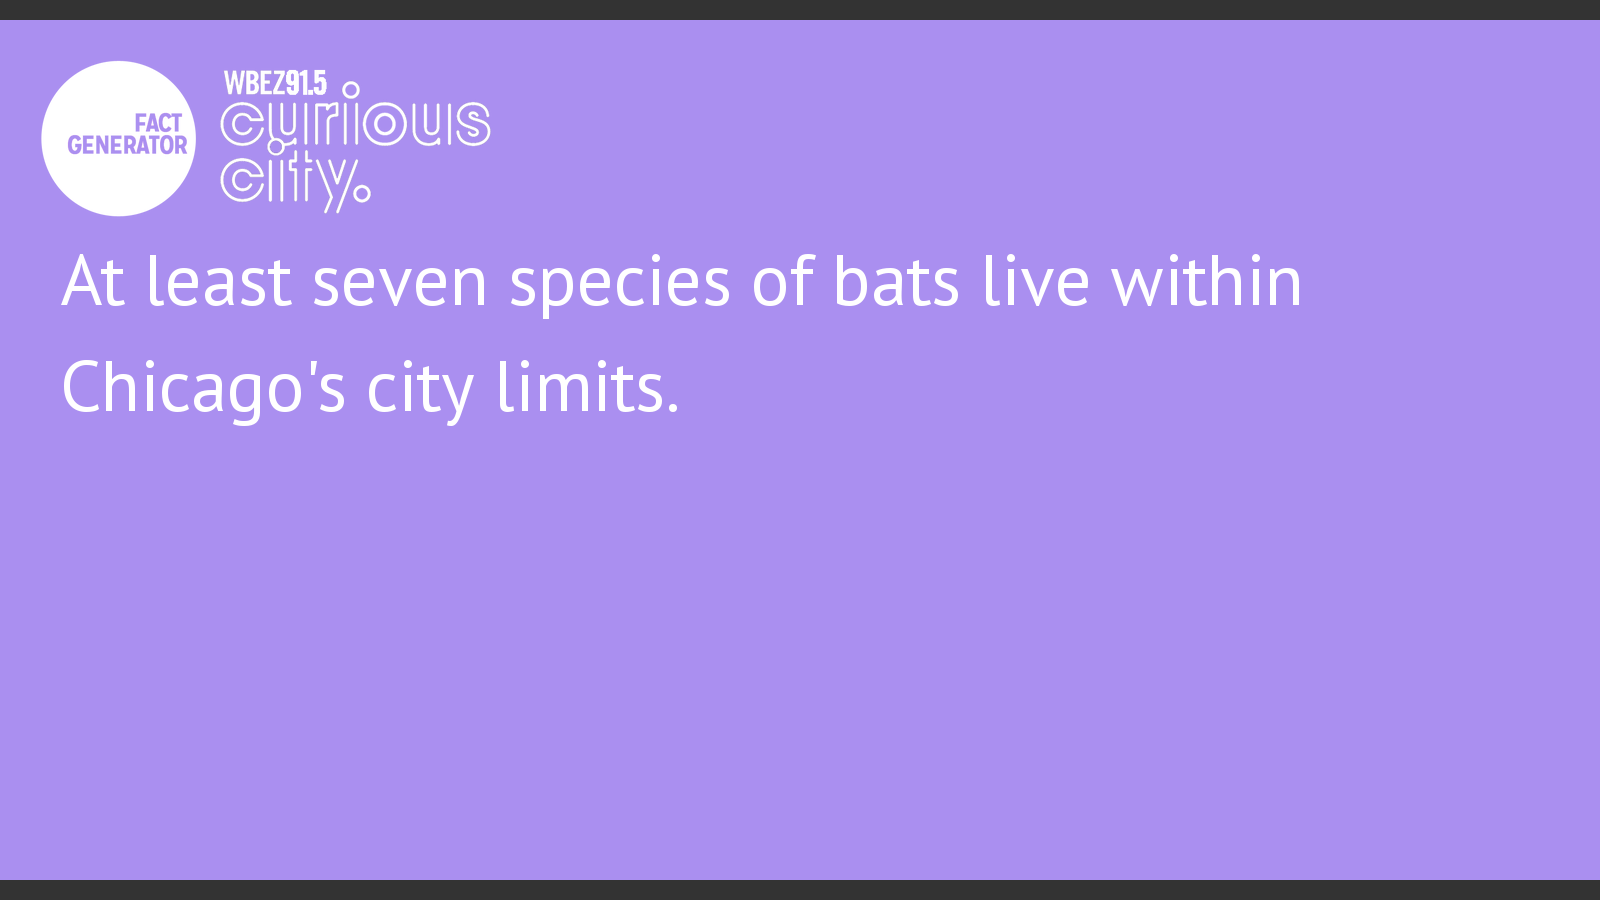 FACT
GENERATOR
WBEZ91.5
curious
city.
At least seven species of bats live within
Chicago's city limits.